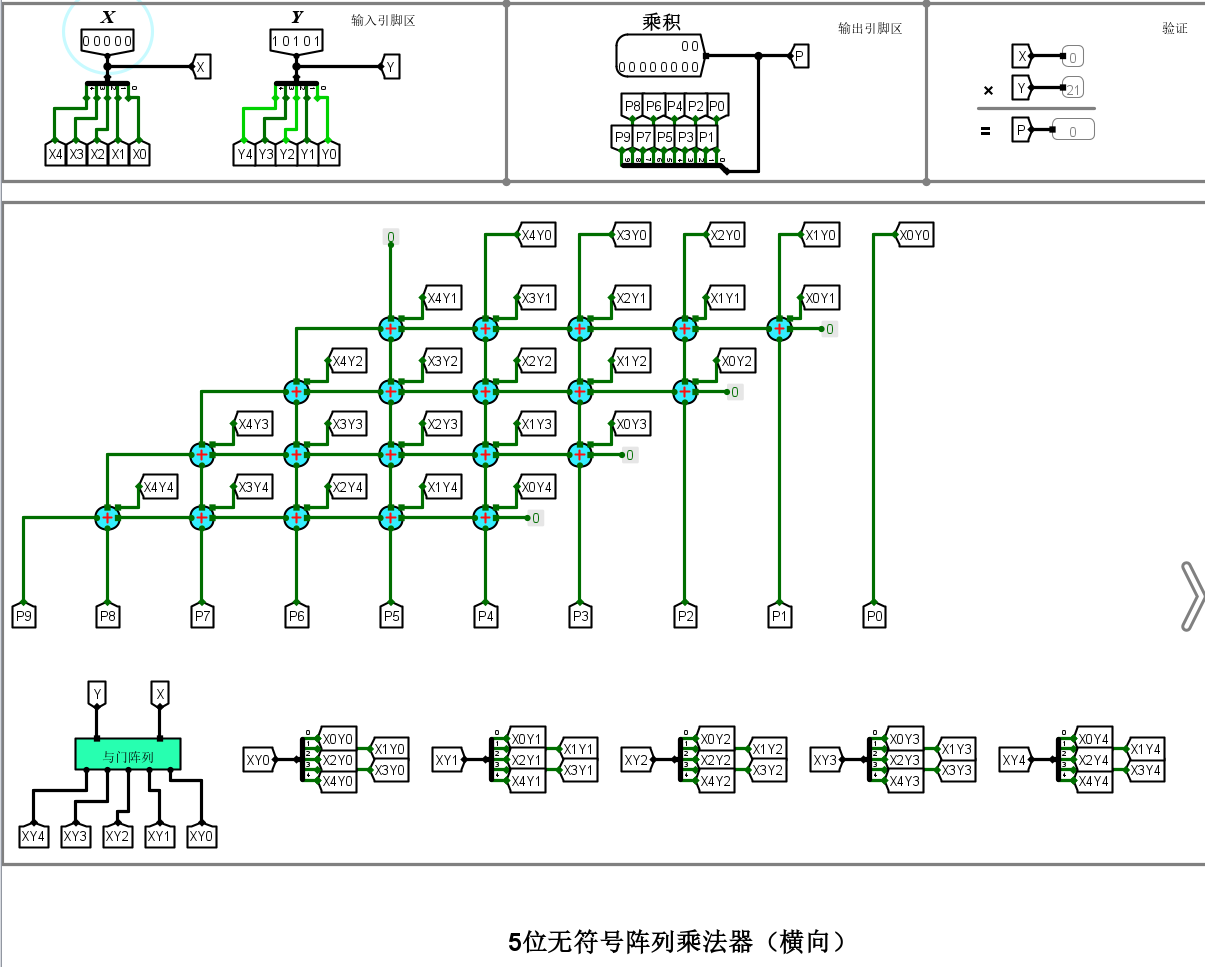 X Y 输入引脚区 乘积 输出引脚区 验证
00000 10101 00
00000000
X Y P X 0
× Y 21
= P 0
P8 P6 P4 P2 P0
P9 P7 P5 P3 P1
X4 X3 X2 X1 X0 Y4 Y3 Y2 Y1 Y0
0 X4Y0 X3Y0 X2Y0 X1Y0 X0Y0
X4Y1 X3Y1 X2Y1 X1Y1 X0Y1
+ + + + + 0
X4Y2 X3Y2 X2Y2 X1Y2 X0Y2
+ + + + + 0
X4Y3 X3Y3 X2Y3 X1Y3 X0Y3
+ + + + + 0
X4Y4 X3Y4 X2Y4 X1Y4 X0Y4
+ + + + + 0
P9 P8 P7 P6 P5 P4 P3 P2 P1 P0
Y X
与门阵列
XY4 XY3 XY2 XY1 XY0
XY0 X0Y0 X1Y0 X2Y0 X3Y0 X4Y0
XY1 X0Y1 X1Y1 X2Y1 X3Y1 X4Y1
XY2 X0Y2 X1Y2 X2Y2 X3Y2 X4Y2
XY3 X0Y3 X1Y3 X2Y3 X3Y3 X4Y3
XY4 X0Y4 X1Y4 X2Y4 X3Y4 X4Y4
5位无符号阵列乘法器（横向）